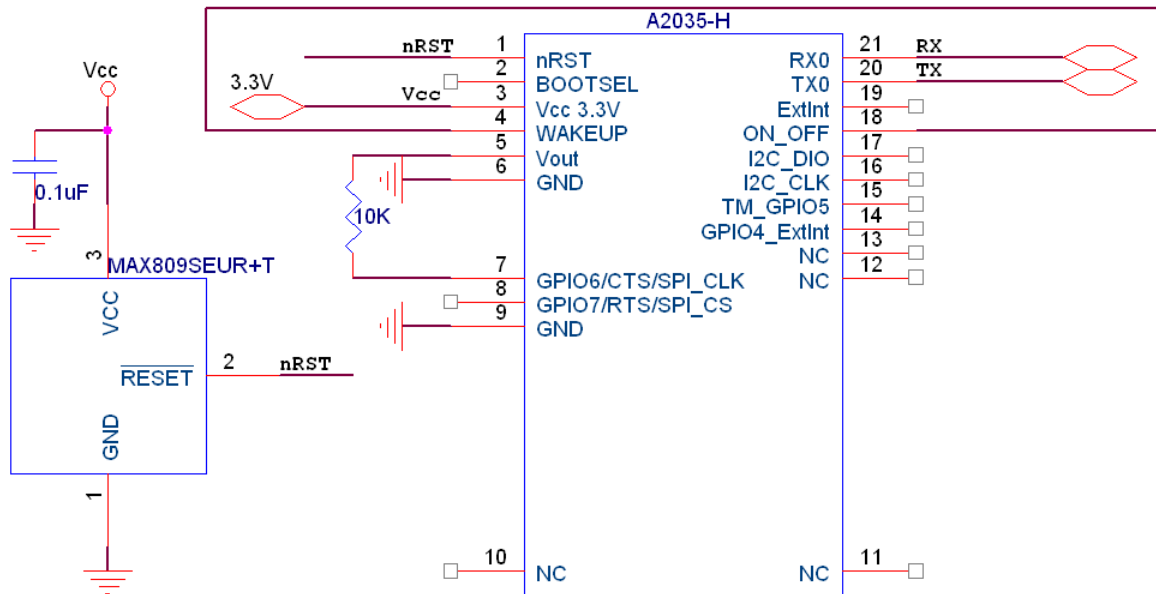 A2035-H
nRST 1 nRST
2 BOOTSEL
3.3V Vcc 3 Vcc 3.3V
4 WAKEUP
5 Vout
6 GND
10K
7 GPIO6/CTS/SPI_CLK
8 GPIO7/RTS/SPI_CS
9 GND
10 NC
RX0 21 RX
TX0 20 TX
ExtInt 19
ON_OFF 18
I2C_DIO 17
I2C_CLK 16
TM_GPIO5 15
GPIO4_ExtInt 14
NC 13
NC 12
NC 11
Vcc
0.1uF
3
MAX809SEUR+T
VCC
RESET 2 nRST
GND
1